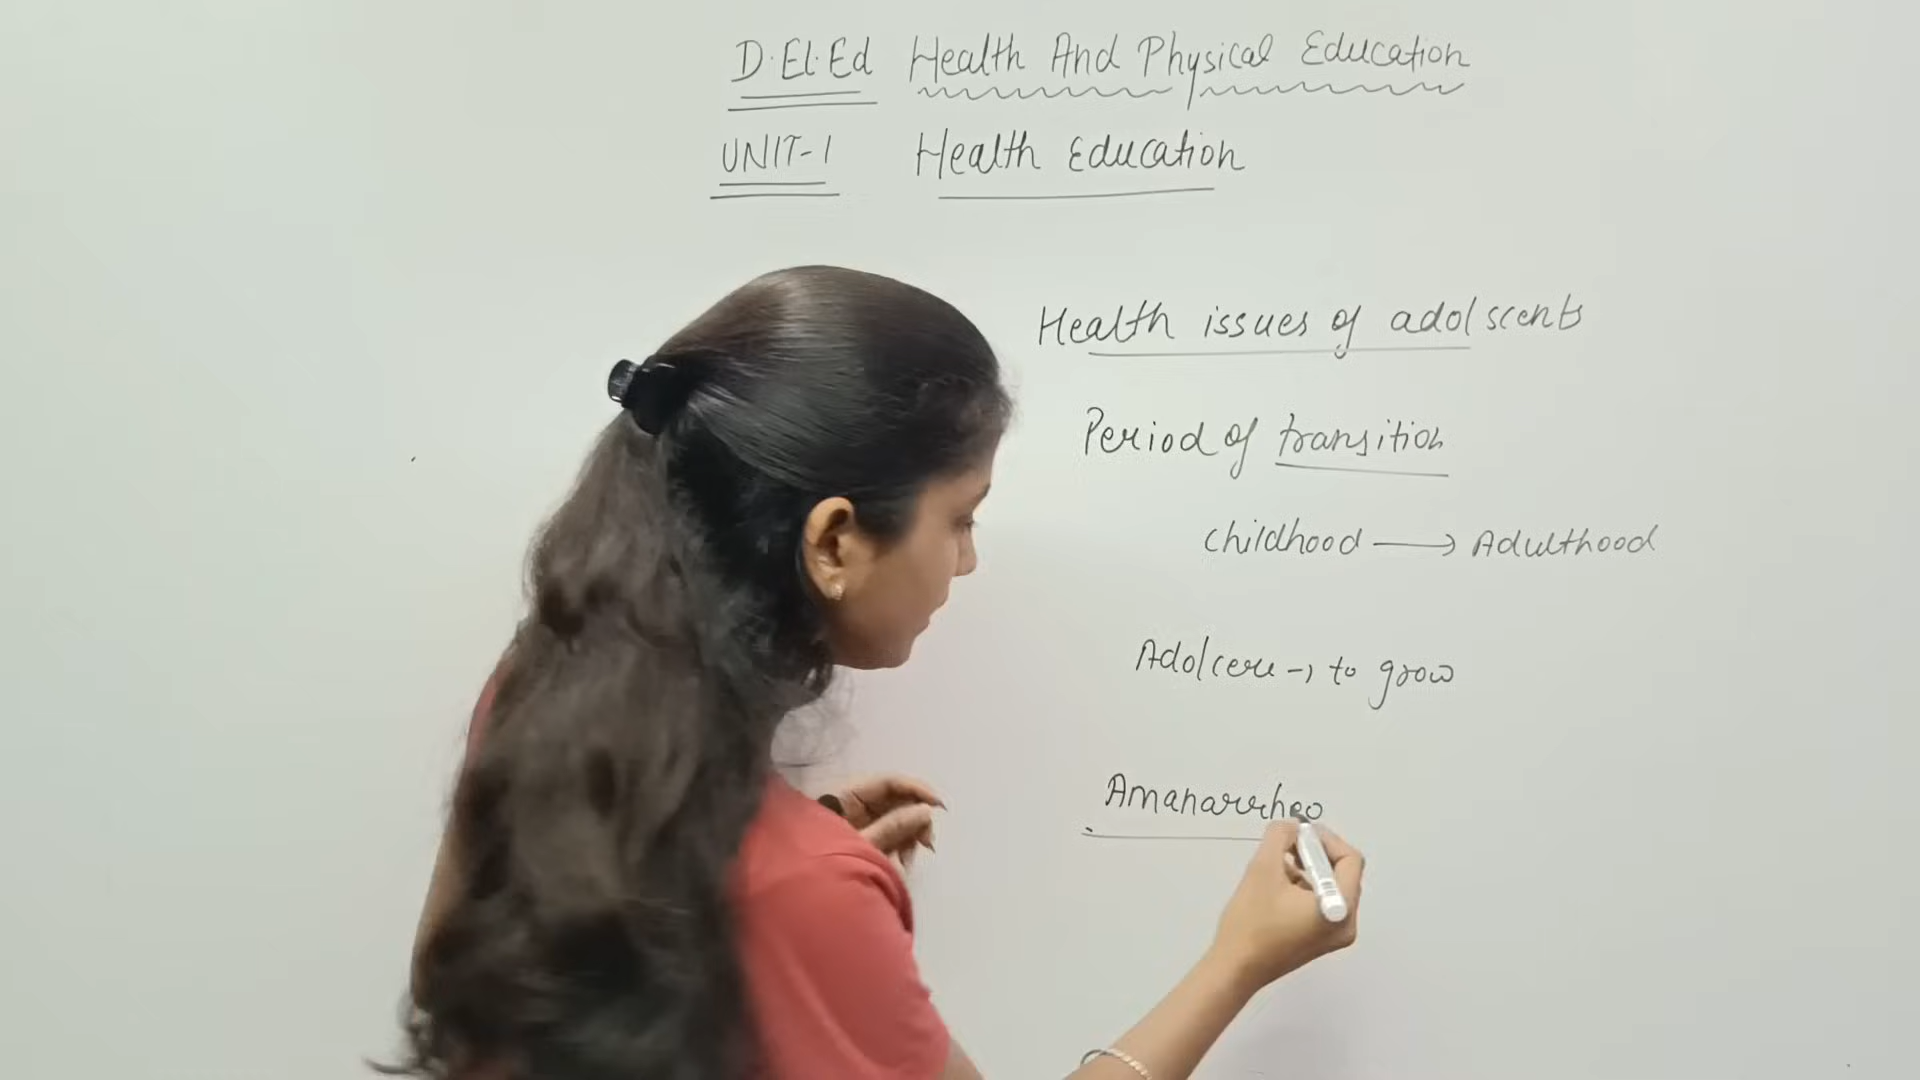 D.El.Ed Health And Physical Education
UNIT-1 Health Education
Health issues of adolscents
Period of transition
childhood → Adulthood
Adolcere → to grow
Amanarrheo